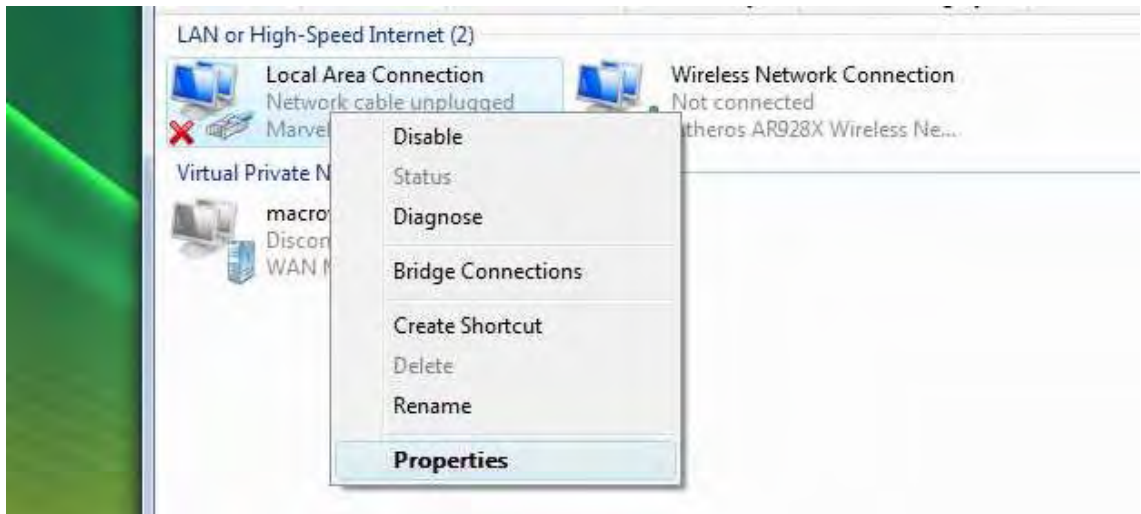 LAN or High-Speed Internet (2)
Local Area Connection
Network cable unplugged
Marvel
Wireless Network Connection
Not connected
theros AR928X Wireless Ne...
Virtual Private N
macro
Discon
WAN
Disable
Status
Diagnose
Bridge Connections
Create Shortcut
Delete
Rename
Properties